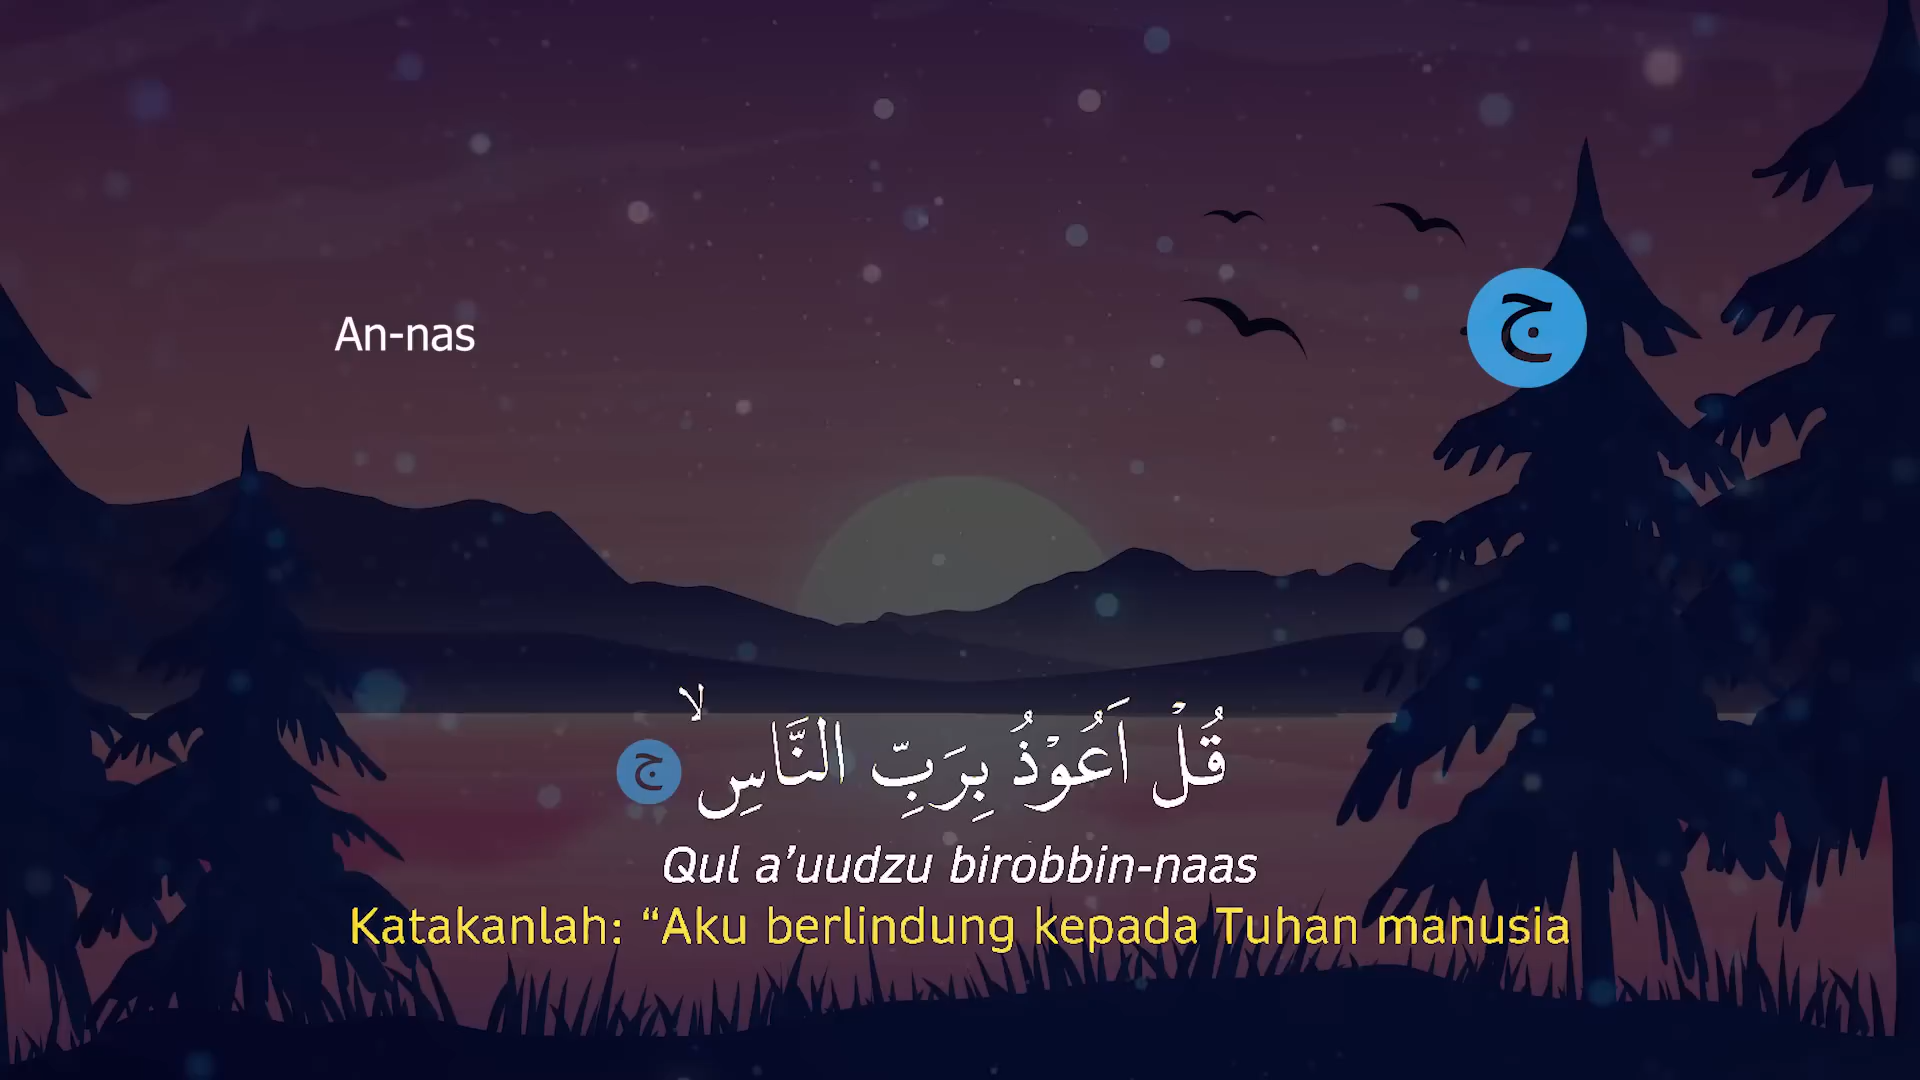 An-nas
ج
قُلْ اَعُوْذُ بِرَبِّ النَّاسِۙ ج
Qul a’uudzu birobbin-naas
Katakanlah: “Aku berlindung kepada Tuhan manusia